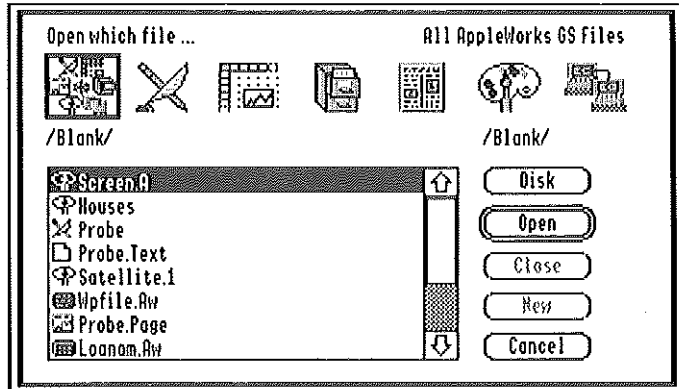 Open which file ...
All AppleWorks GS Files
/Blank/
/Blank/
Screen.A
Houses
Probe
Probe.Text
Satellite.1
Wpfile.Aw
Probe.Page
Loanam.Aw
Disk
Open
Close
New
Cancel